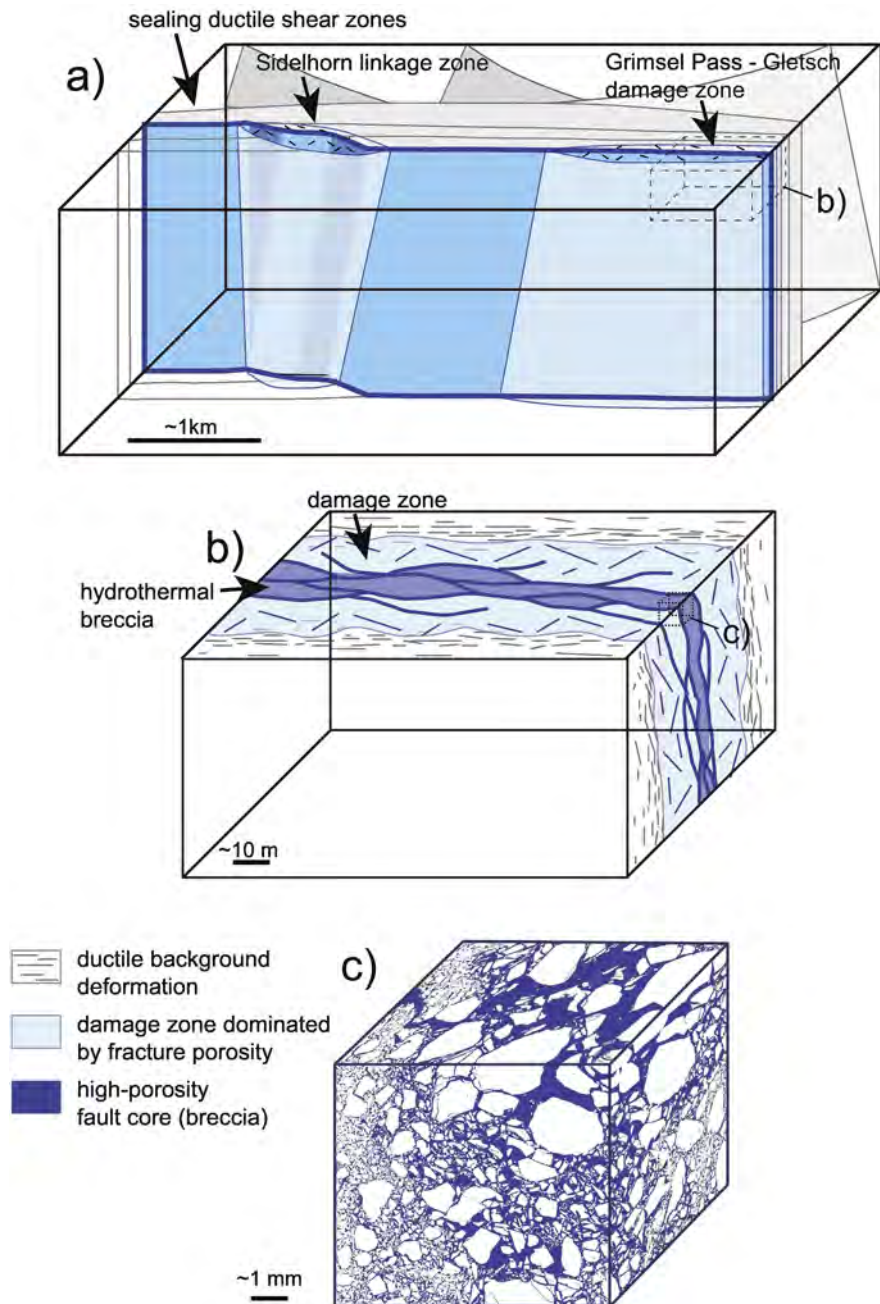 sealing ductile shear zones
a)
Sidelhorn linkage zone
Grimsel Pass - Gletsch
damage zone
b)
~1km
damage zone
b)
hydrothermal
breccia
c)
~10 m
ductile background
deformation
damage zone dominated
by fracture porosity
high-porosity
fault core (breccia)
c)
~1 mm